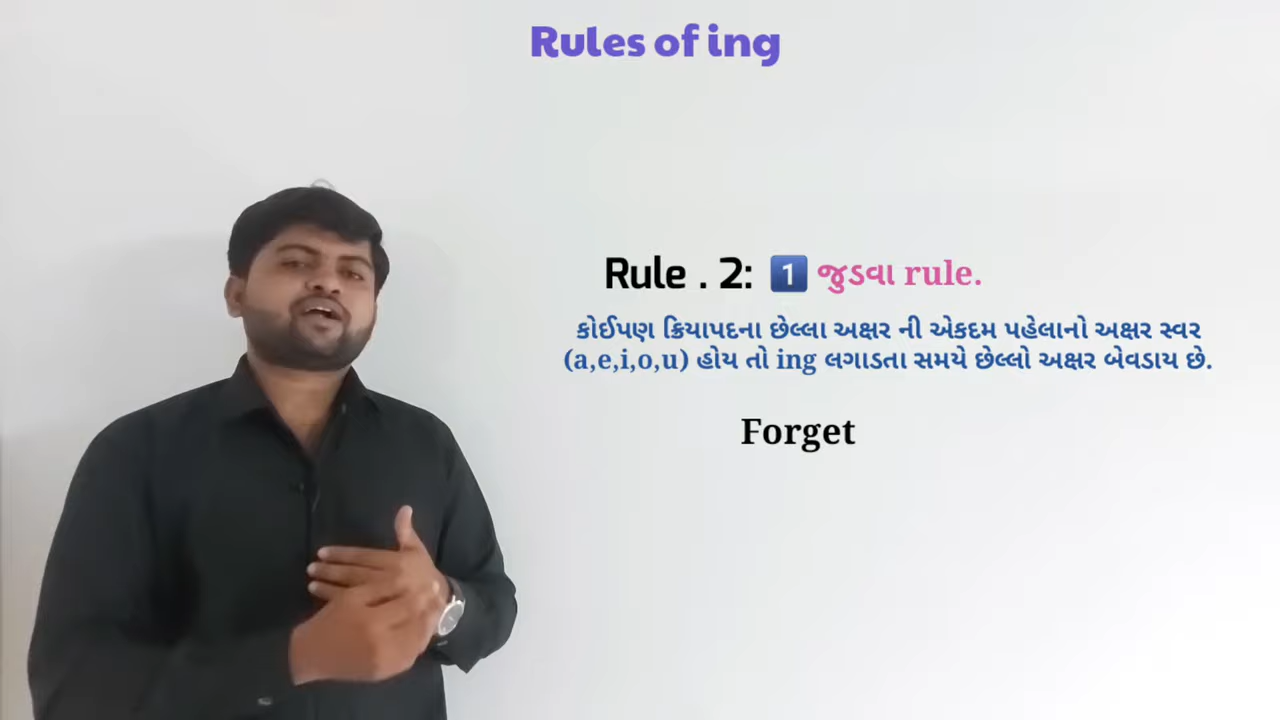 Rules of ing
Rule . 2: 1️⃣ જુડવા rule.
કોઈપણ ક્રિયાપદના છેલ્લા અક્ષર ની એકદમ પહેલાનો અક્ષર સ્વર
(a,e,i,o,u) હોય તો ing લગાડતા સમયે છેલ્લો અક્ષર બેવડાય છે.
Forget